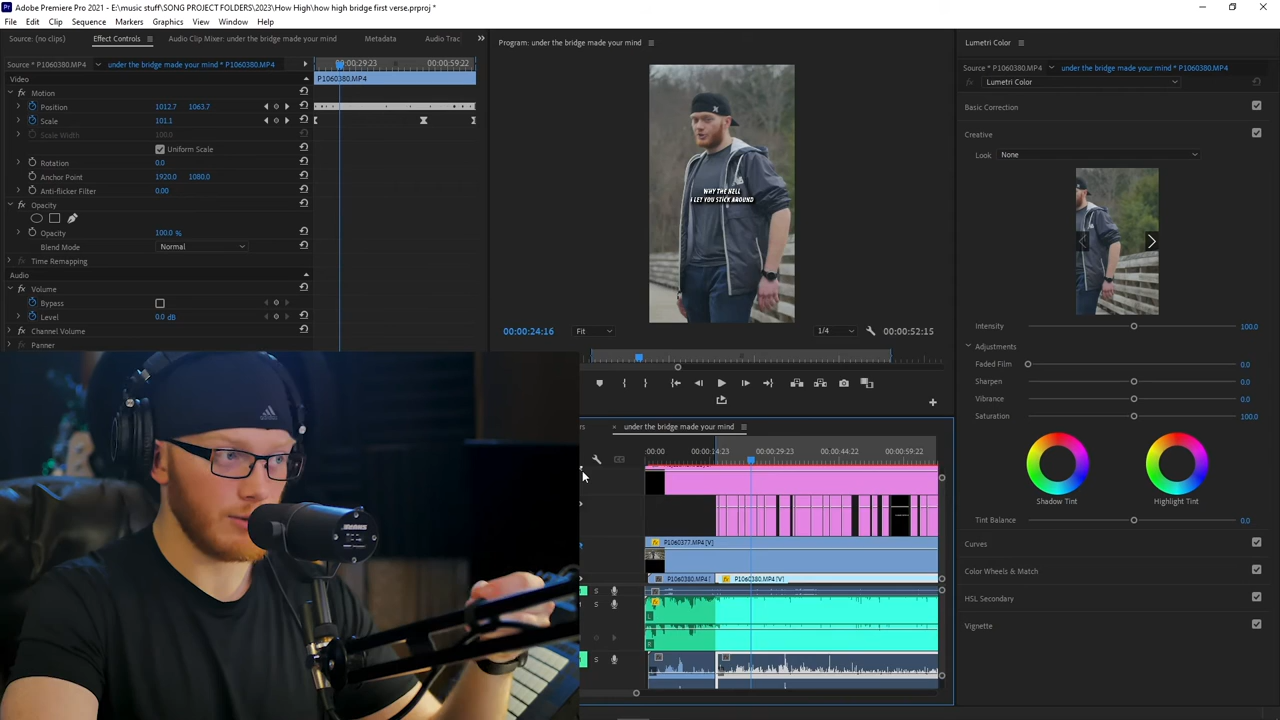 Adobe Premiere Pro 2021 - E:\music stuff\SONG PROJECT FOLDERS\2023\How High\how high bridge first verse.prproj *
File Edit Clip Sequence Markers Graphics View Window Help
Source: (no clips) Effect Controls Audio Clip Mixer: under the bridge made your mind Metadata Audio Trac
Program: under the bridge made your mind
Lumetri Color
Source * P1060380.MP4 under the bridge made your mind * P1060380.MP4
00:00:29:23 00:00:59:22
Source * P1060380.MP4 under the bridge made your mind * P1060380.MP4
Lumetri Color
Video
P1060380.MP4
Motion
Position 1012.7 1063.7
Scale 101.1
Scale Width 100.0
Uniform Scale
Rotation 0.0
Anchor Point 1920.0 1080.0
Anti-flicker Filter 0.00
Opacity
Opacity 100.0 %
Blend Mode Normal
Time Remapping
Audio
Volume
Bypass
Level 0.0 dB
Channel Volume
Panner
WHY THE HELL
I LET YOU STICK AROUND
00:00:24:16 Fit 1/4 00:00:52:15
Basic Correction
Creative
Look None
Intensity 100.0
Adjustments
Faded Film 0.0
Sharpen 0.0
Vibrance 0.0
Saturation 100.0
Shadow Tint Highlight Tint
Tint Balance 0.0
Curves
Color Wheels & Match
HSL Secondary
Vignette
under the bridge made your mind
:00:00 00:00:14:23 00:00:29:23 00:00:44:22 00:00:59:22
P1060377.MP4 [V]
P1060380.MP4 [ P1060380.MP4 [V]
S
S
L
R
S